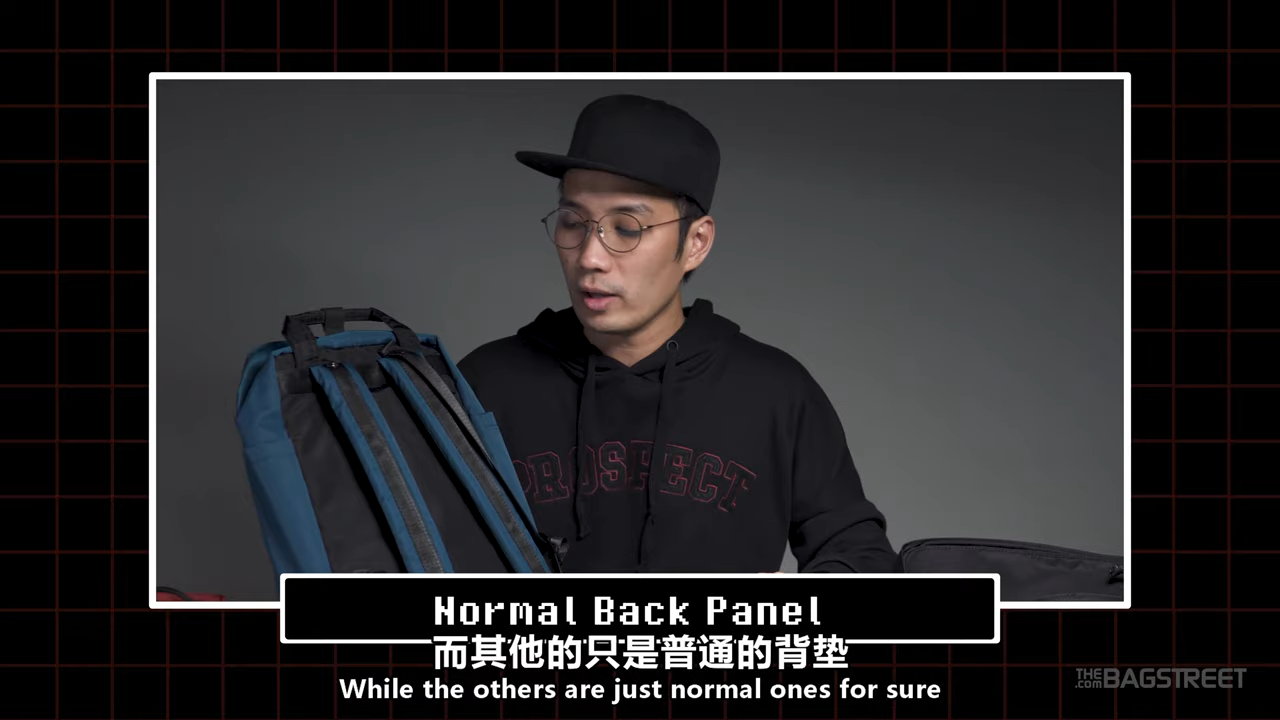 PROSPECT
Normal Back Panel
而其他的只是普通的背垫
While the others are just normal ones for sure
THE
.COM BAGSTREET